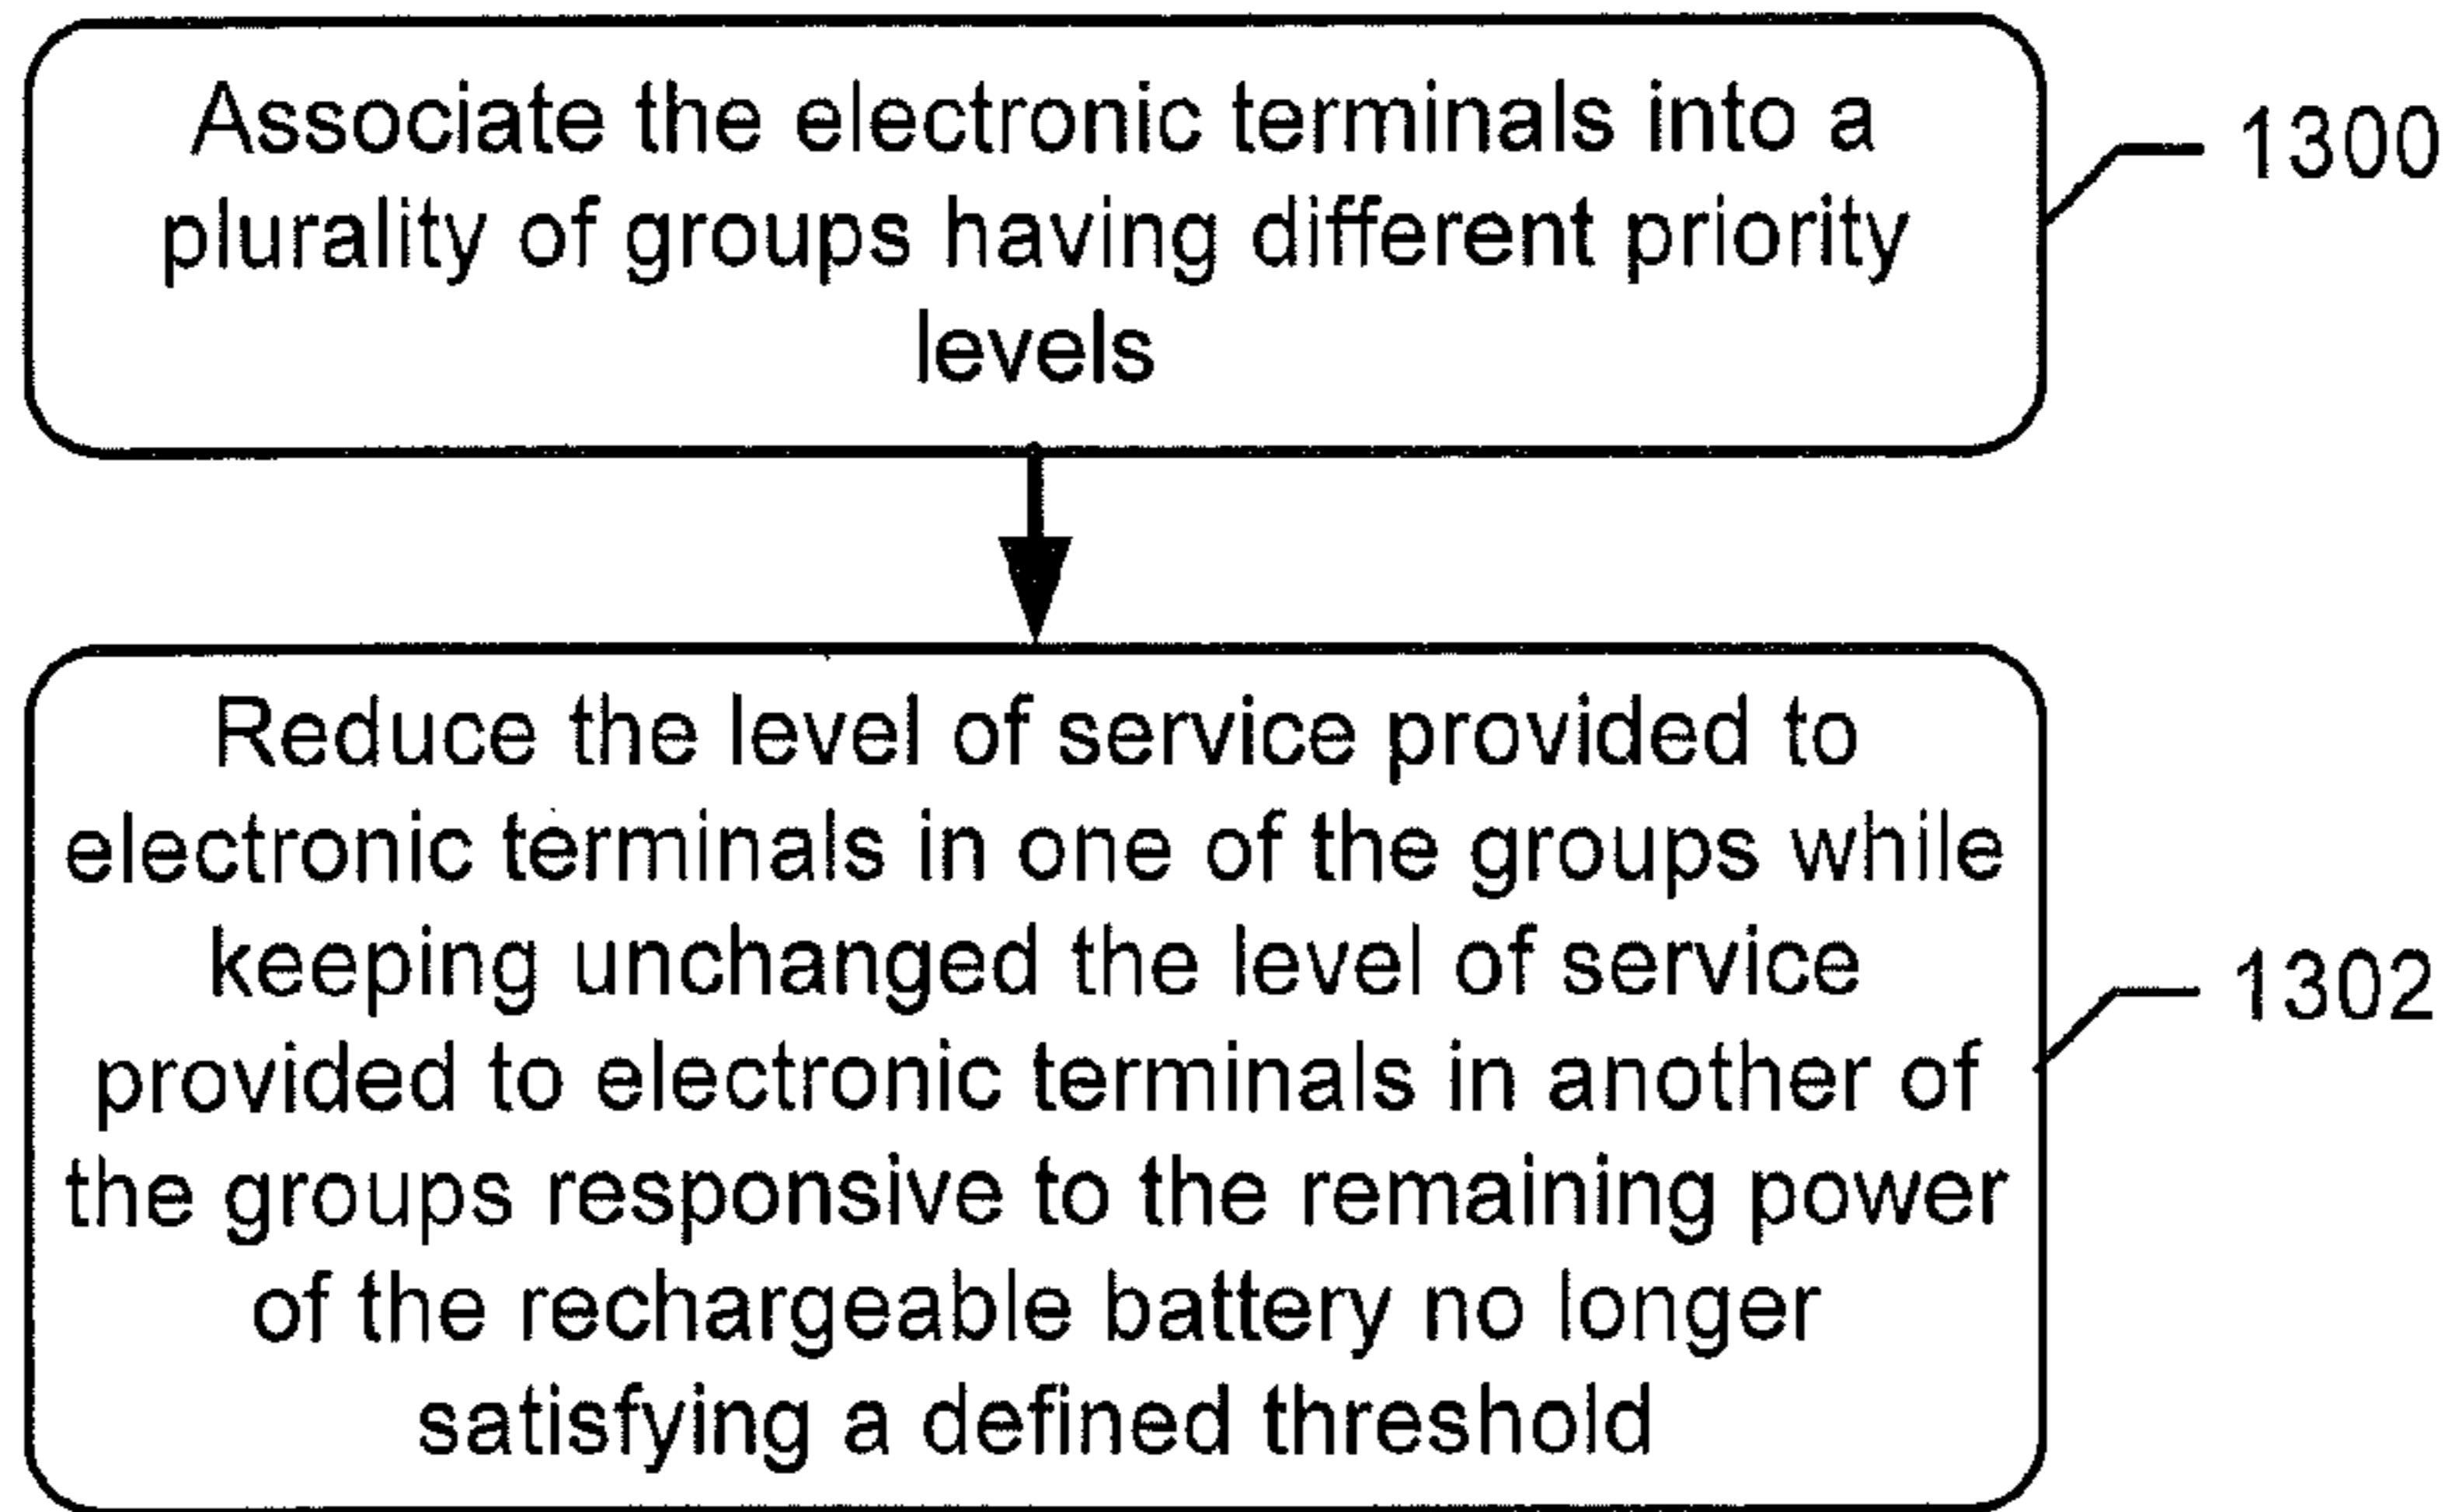 Associate the electronic terminals into a
plurality of groups having different priority
levels
1300
Reduce the level of service provided to
electronic terminals in one of the groups while
keeping unchanged the level of service
provided to electronic terminals in another of
the groups responsive to the remaining power
of the rechargeable battery no longer
satisfying a defined threshold
1302